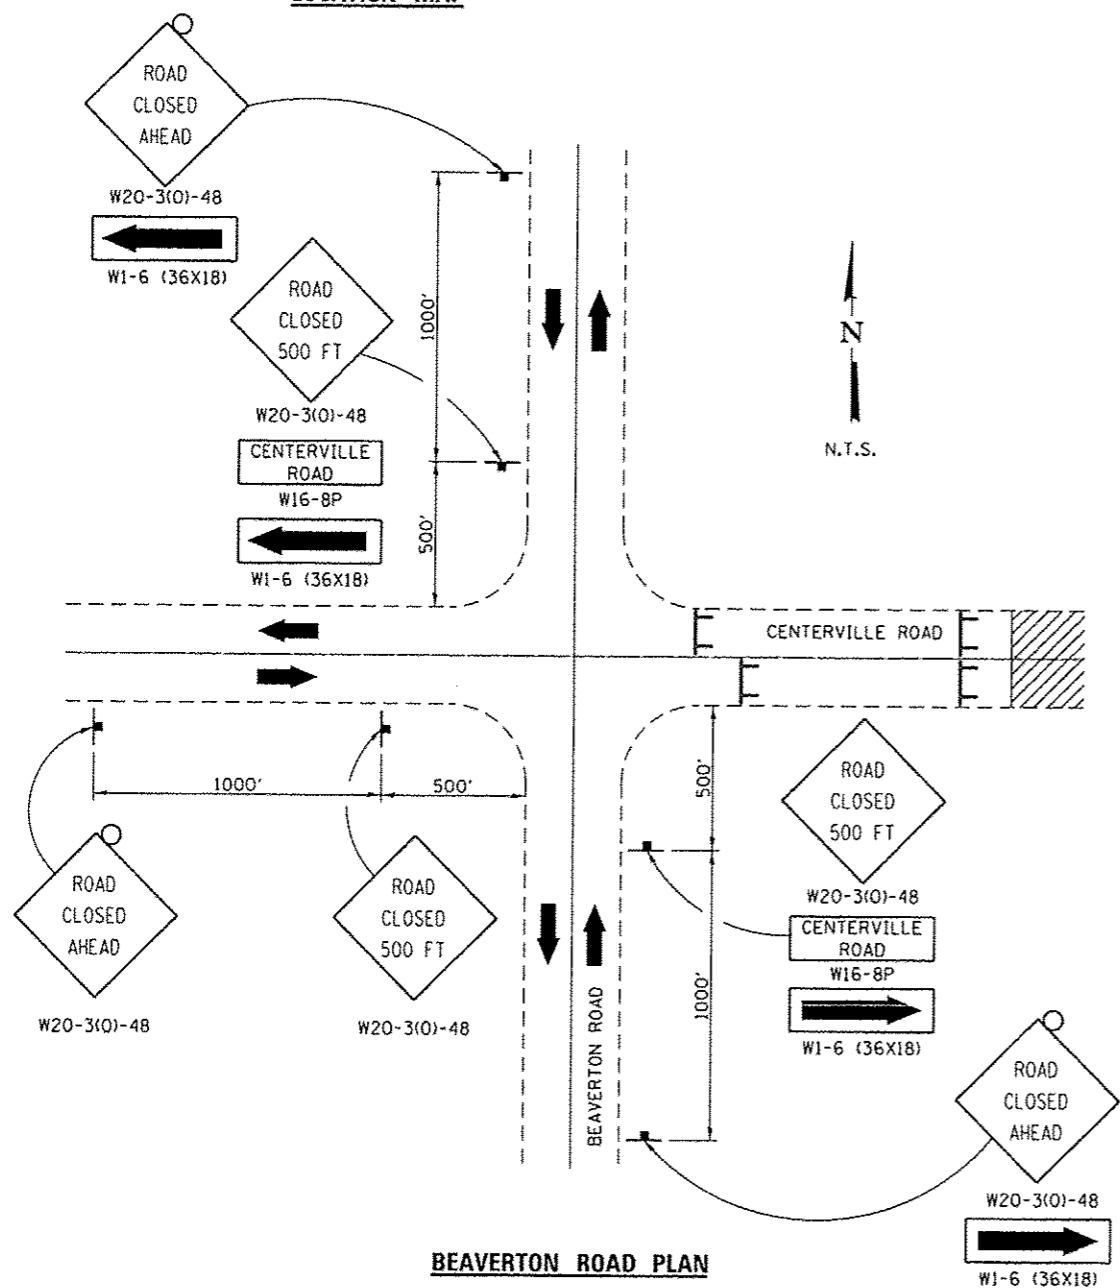 ROAD
CLOSED
AHEAD
W20-3(O)-48
W1-6 (36X18)
ROAD
CLOSED
500 FT
W20-3(O)-48
CENTERVILLE
ROAD
W16-8P
W1-6 (36X18)
1000'
500'
N
N.T.S.
CENTERVILLE ROAD
1000'
500'
ROAD
CLOSED
AHEAD
W20-3(O)-48
ROAD
CLOSED
500 FT
W20-3(O)-48
500'
1000'
BEAVERTON ROAD
ROAD
CLOSED
500 FT
W20-3(O)-48
CENTERVILLE
ROAD
W16-8P
W1-6 (36X18)
ROAD
CLOSED
AHEAD
W20-3(O)-48
W1-6 (36X18)
BEAVERTON ROAD PLAN